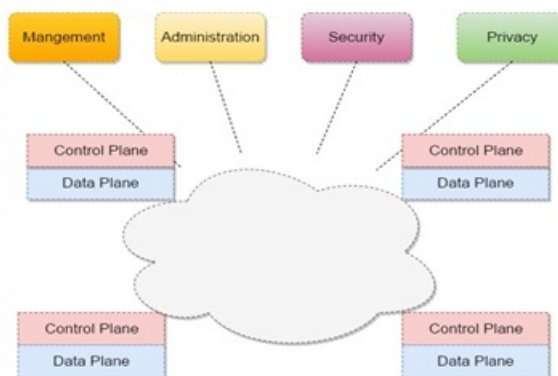 Mangement
Administration
Security
Privacy
Control Plane
Data Plane
Control Plane
Data Plane
Control Plane
Data Plane
Control Plane
Data Plane